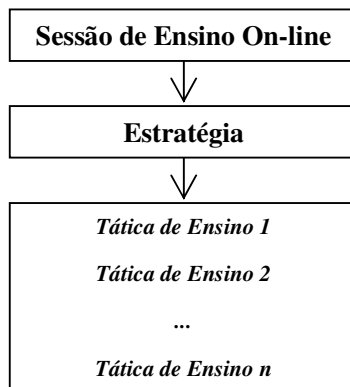 Sessão de Ensino On-line
Estratégia
Tática de Ensino 1
Tática de Ensino 2
...
Tática de Ensino n